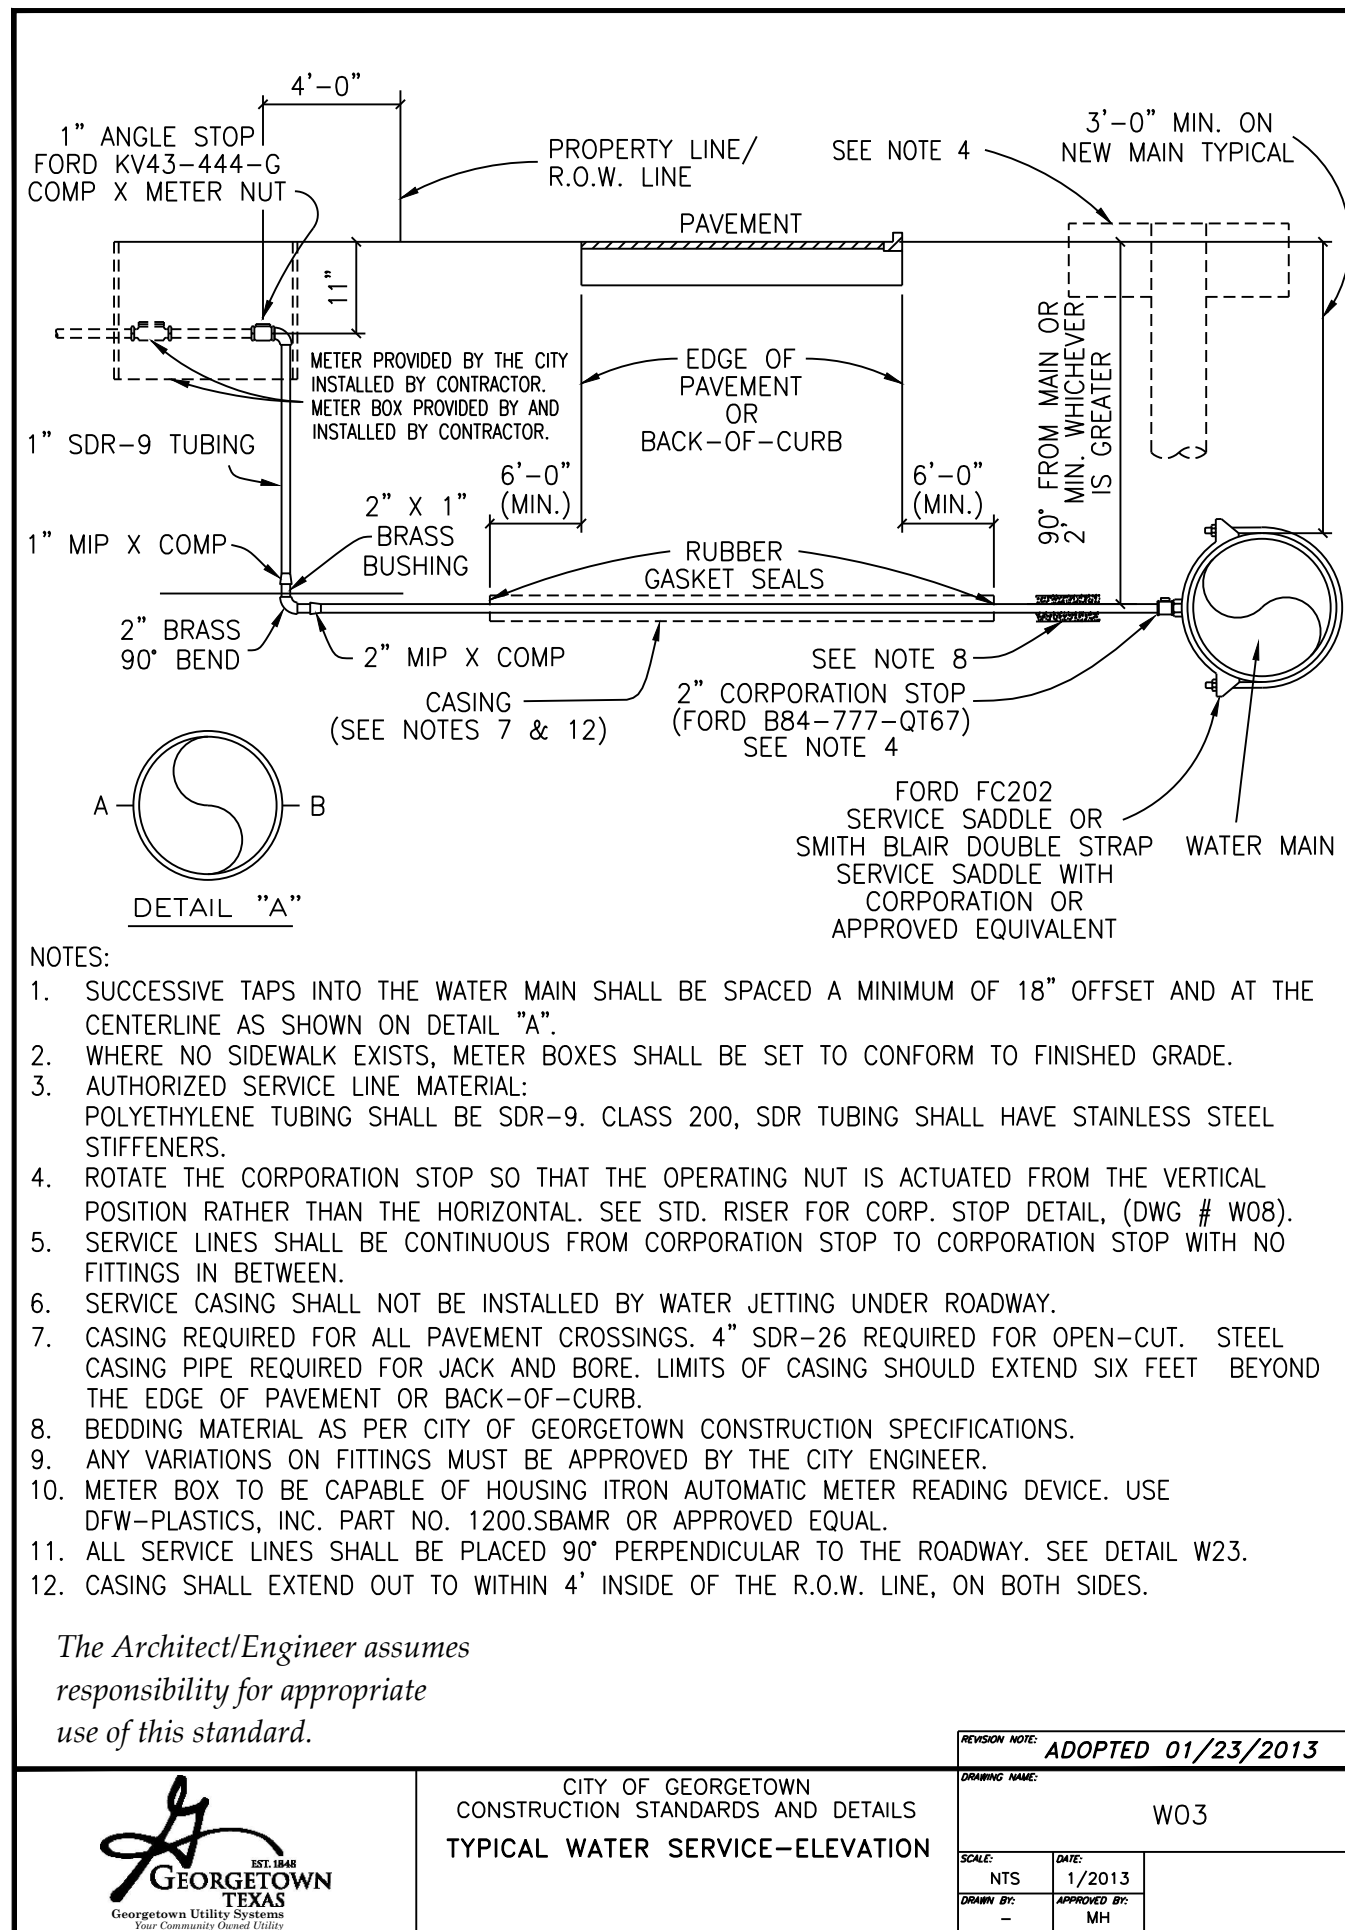 4'-0"
1" ANGLE STOP
FORD KV43-444-G
COMP X METER NUT
PROPERTY LINE/
R.O.W. LINE
SEE NOTE 4
3'-0" MIN. ON
NEW MAIN TYPICAL
PAVEMENT
11"
METER PROVIDED BY THE CITY
INSTALLED BY CONTRACTOR.
METER BOX PROVIDED BY AND
INSTALLED BY CONTRACTOR.
EDGE OF
PAVEMENT
OR
BACK-OF-CURB
90° FROM MAIN OR
2' MIN. WHICHEVER
IS GREATER
1" SDR-9 TUBING
6'-0"
(MIN.)
6'-0"
(MIN.)
2" X 1"
BRASS
BUSHING
1" MIP X COMP
RUBBER
GASKET SEALS
2" BRASS
90° BEND
2" MIP X COMP
SEE NOTE 8
CASING
(SEE NOTES 7 & 12)
2" CORPORATION STOP
(FORD B84-777-QT67)
SEE NOTE 4
FORD FC202
SERVICE SADDLE OR
SMITH BLAIR DOUBLE STRAP
SERVICE SADDLE WITH
CORPORATION OR
APPROVED EQUIVALENT
WATER MAIN
A
B
DETAIL "A"
NOTES:
1. SUCCESSIVE TAPS INTO THE WATER MAIN SHALL BE SPACED A MINIMUM OF 18" OFFSET AND AT THE
CENTERLINE AS SHOWN ON DETAIL "A".
2. WHERE NO SIDEWALK EXISTS, METER BOXES SHALL BE SET TO CONFORM TO FINISHED GRADE.
3. AUTHORIZED SERVICE LINE MATERIAL:
POLYETHYLENE TUBING SHALL BE SDR-9. CLASS 200, SDR TUBING SHALL HAVE STAINLESS STEEL
STIFFENERS.
4. ROTATE THE CORPORATION STOP SO THAT THE OPERATING NUT IS ACTUATED FROM THE VERTICAL
POSITION RATHER THAN THE HORIZONTAL. SEE STD. RISER FOR CORP. STOP DETAIL, (DWG # W08).
5. SERVICE LINES SHALL BE CONTINUOUS FROM CORPORATION STOP TO CORPORATION STOP WITH NO
FITTINGS IN BETWEEN.
6. SERVICE CASING SHALL NOT BE INSTALLED BY WATER JETTING UNDER ROADWAY.
7. CASING REQUIRED FOR ALL PAVEMENT CROSSINGS. 4" SDR-26 REQUIRED FOR OPEN-CUT. STEEL
CASING PIPE REQUIRED FOR JACK AND BORE. LIMITS OF CASING SHOULD EXTEND SIX FEET BEYOND
THE EDGE OF PAVEMENT OR BACK-OF-CURB.
8. BEDDING MATERIAL AS PER CITY OF GEORGETOWN CONSTRUCTION SPECIFICATIONS.
9. ANY VARIATIONS ON FITTINGS MUST BE APPROVED BY THE CITY ENGINEER.
10. METER BOX TO BE CAPABLE OF HOUSING ITRON AUTOMATIC METER READING DEVICE. USE
DFW-PLASTICS, INC. PART NO. 1200.SBAMR OR APPROVED EQUAL.
11. ALL SERVICE LINES SHALL BE PLACED 90° PERPENDICULAR TO THE ROADWAY. SEE DETAIL W23.
12. CASING SHALL EXTEND OUT TO WITHIN 4' INSIDE OF THE R.O.W. LINE, ON BOTH SIDES.
The Architect/Engineer assumes
responsibility for appropriate
use of this standard.
REVISION NOTE: ADOPTED 01/23/2013
EST. 1848
GEORGETOWN
TEXAS
Georgetown Utility Systems
Your Community Owned Utility
CITY OF GEORGETOWN
CONSTRUCTION STANDARDS AND DETAILS
TYPICAL WATER SERVICE-ELEVATION
DRAWING NAME:
W03
SCALE:
NTS
DATE:
1/2013
DRAWN BY:
-
APPROVED BY:
MH